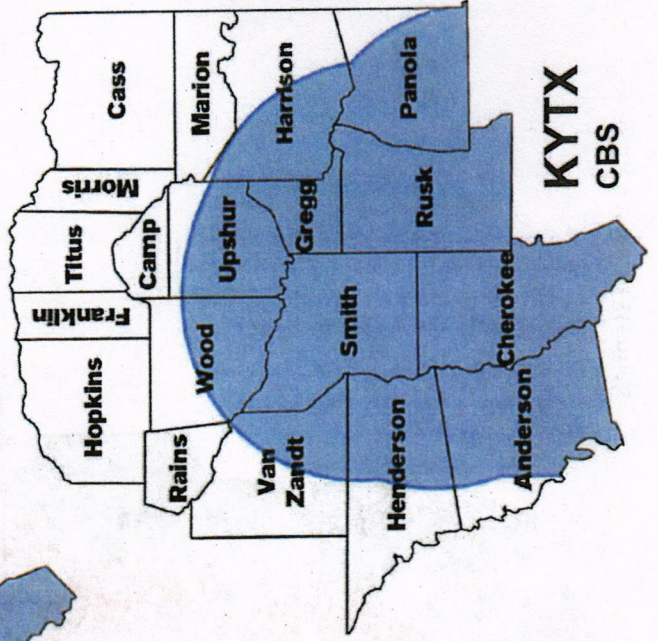 Hopkins
Franklin
Titus
Morris
Cass
Rains
Wood
Camp
Upshur
Marion
Harrison
Van
Zandt
Smith
Gregg
Panola
Henderson
Rusk
Anderson
Cherokee
KYTX
CBS